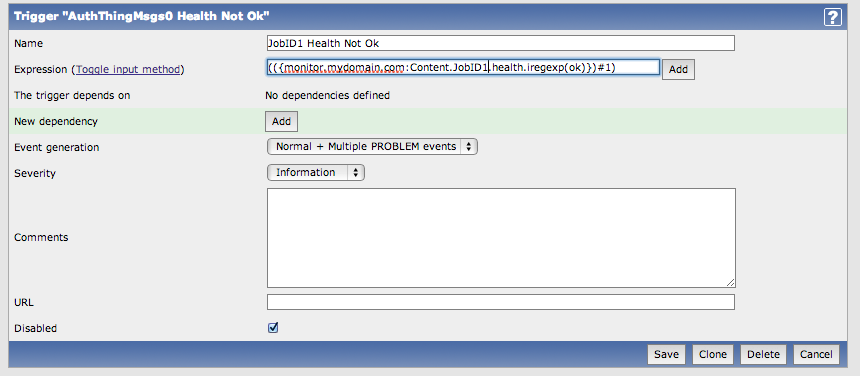 Trigger "AuthThingMsgs0 Health Not Ok"
?
Name JobID1 Health Not Ok
Expression (Toggle input method) (({monitor.mydomain.com:Content.JobID1.health.iregexp(ok)})#1) Add
The trigger depends on No dependencies defined
New dependency Add
Event generation Normal + Multiple PROBLEM events
Severity Information
Comments
URL
Disabled
Save Clone Delete Cancel